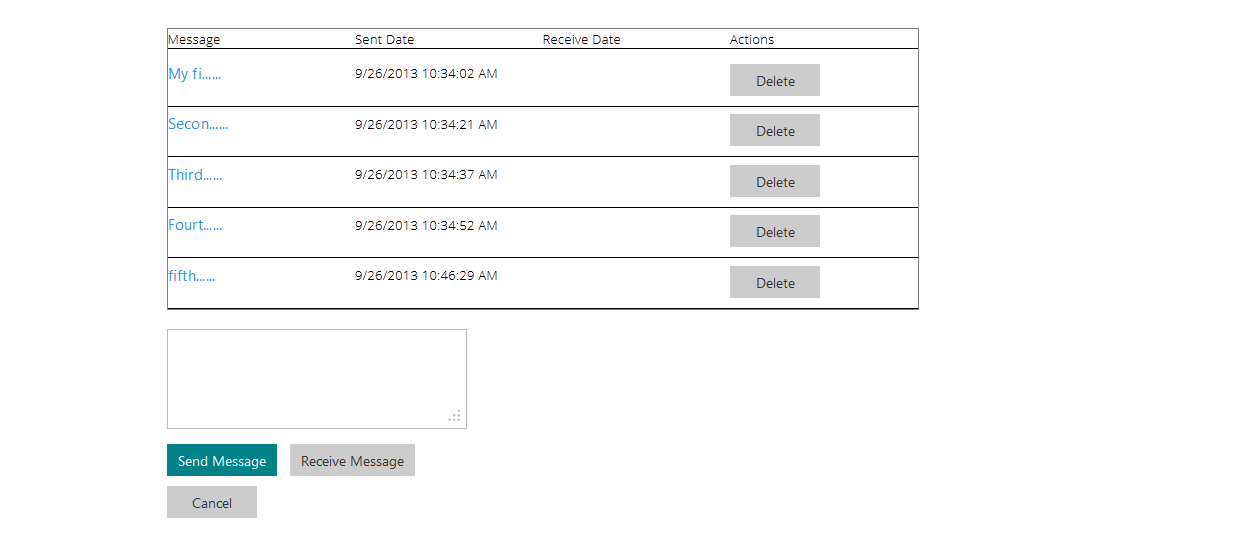 Message Sent Date Receive Date Actions
My fi...... 9/26/2013 10:34:02 AM Delete
Secon...... 9/26/2013 10:34:21 AM Delete
Third...... 9/26/2013 10:34:37 AM Delete
Fourt...... 9/26/2013 10:34:52 AM Delete
fifth...... 9/26/2013 10:46:29 AM Delete
Send Message Receive Message
Cancel